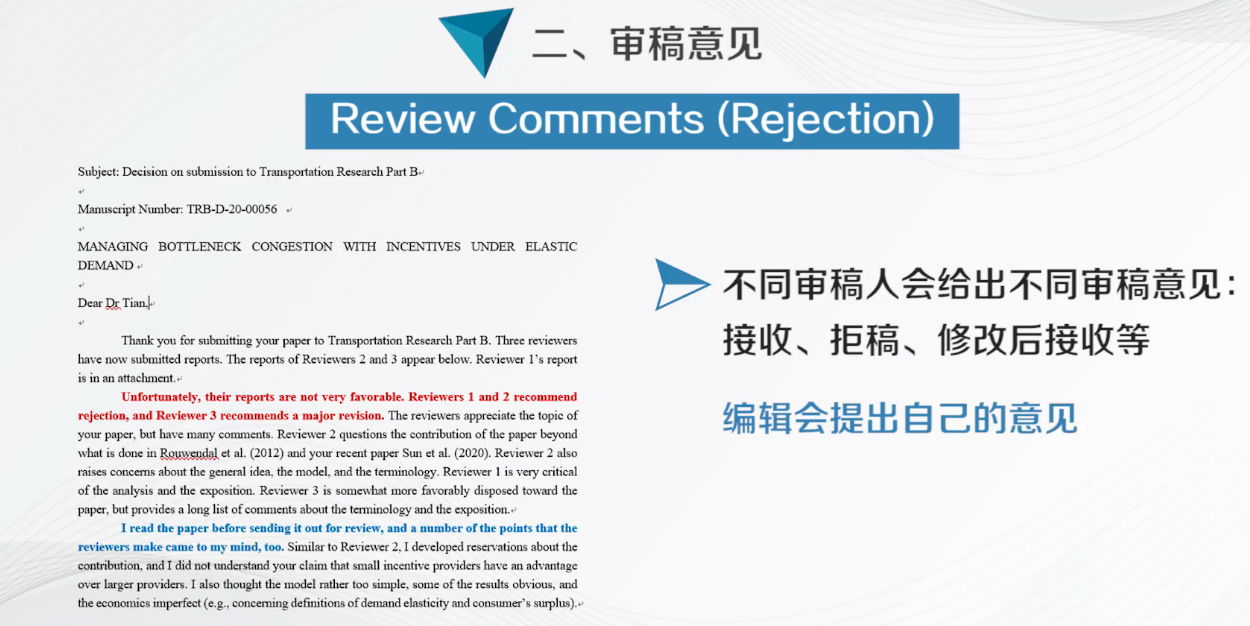 二、审稿意见
Review Comments (Rejection)
Subject: Decision on submission to Transportation Research Part B
Manuscript Number: TRB-D-20-00056
MANAGING BOTTLENECK CONGESTION WITH INCENTIVES UNDER ELASTIC
DEMAND
Dear Dr Tian,
Thank you for submitting your paper to Transportation Research Part B. Three reviewers
have now submitted reports. The reports of Reviewers 2 and 3 appear below. Reviewer 1's report
is in an attachment.
Unfortunately, their reports are not very favorable. Reviewers 1 and 2 recommend
rejection, and Reviewer 3 recommends a major revision. The reviewers appreciate the topic of
your paper, but have many comments. Reviewer 2 questions the contribution of the paper beyond
what is done in Rouwendal et al. (2012) and your recent paper Sun et al. (2020). Reviewer 2 also
raises concerns about the general idea, the model, and the terminology. Reviewer 1 is very critical
of the analysis and the exposition. Reviewer 3 is somewhat more favorably disposed toward the
paper, but provides a long list of comments about the terminology and the exposition.
I read the paper before sending it out for review, and a number of the points that the
reviewers make came to my mind, too. Similar to Reviewer 2, I developed reservations about the
contribution, and I did not understand your claim that small incentive providers have an advantage
over larger providers. I also thought the model rather too simple, some of the results obvious, and
the economics imperfect (e.g., concerning definitions of demand elasticity and consumer's surplus).
不同审稿人会给出不同审稿意见：
接收、拒稿、修改后接收等
编辑会提出自己的意见